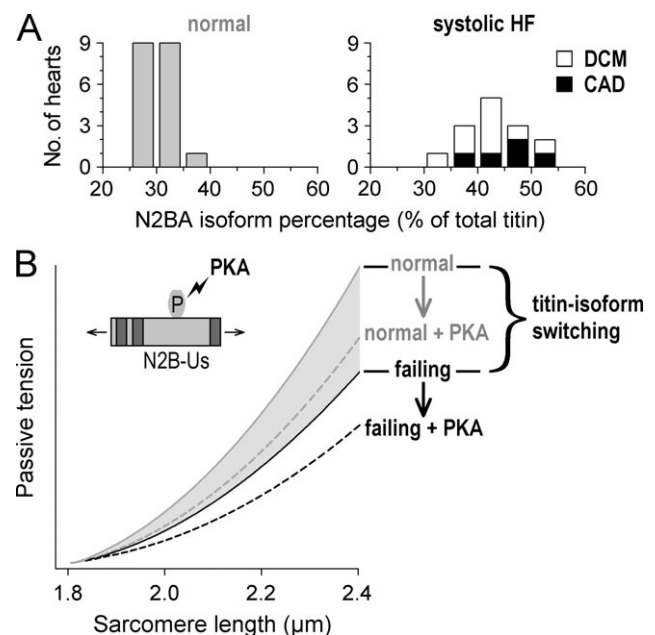 A
normal
systolic HF
No. of hearts
9
6
3
0
20 30 40 50 60
9
6
3
0
20 30 40 50 60
DCM
CAD
N2BA isoform percentage (% of total titin)
B
PKA
P
N2B-Us
normal
normal + PKA
failing
failing + PKA
titin-isoform
switching
Passive tension
1.8 2.0 2.2 2.4
Sarcomere length (µm)